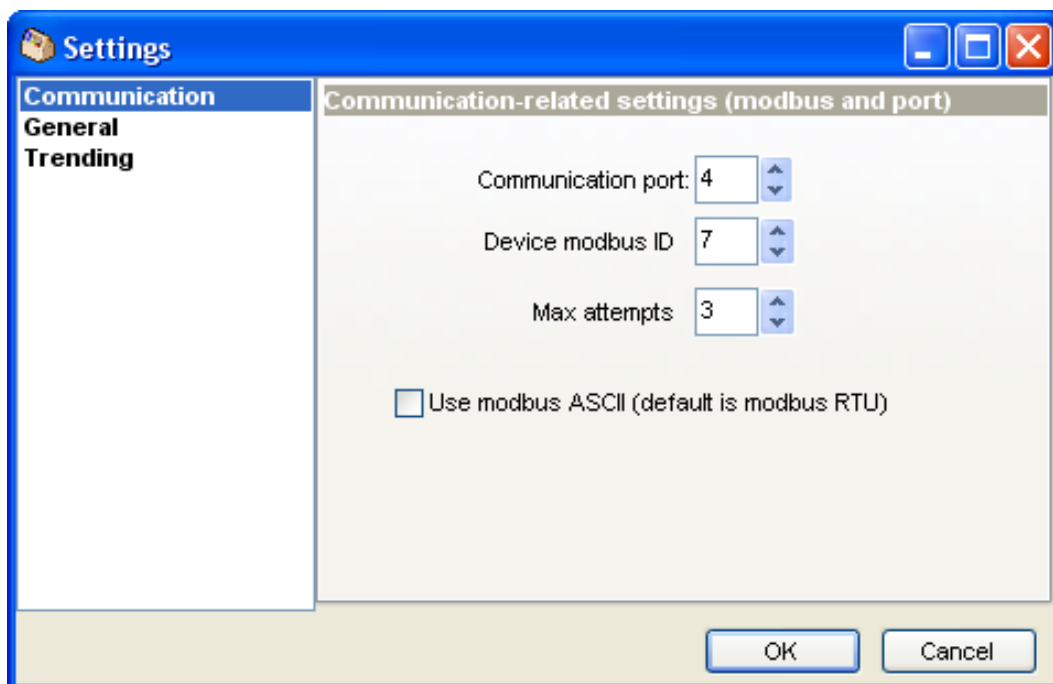 Settings
Communication
General
Trending
Communication-related settings (modbus and port)
Communication port: 4
Device modbus ID 7
Max attempts 3
Use modbus ASCII (default is modbus RTU)
OK Cancel